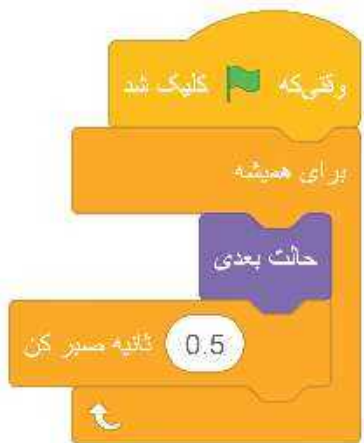 وقتی‌که کلیک شد
برای همیشه
حالت بعدی
0.5 ثانیه صبر کن